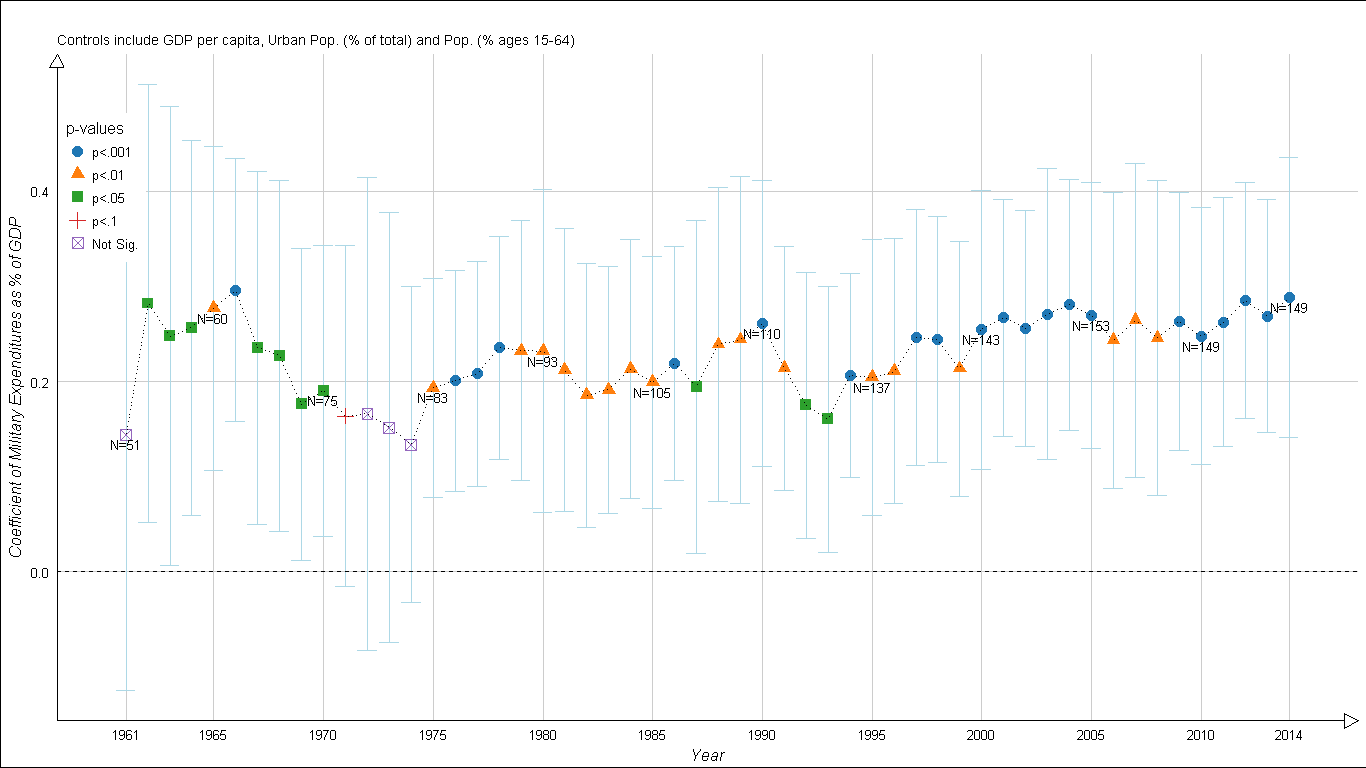 Controls include GDP per capita, Urban Pop. (% of total) and Pop. (% ages 15-64)
p-values
p<.001
p<.01
p<.05
p<.1
Not Sig.
0.4
0.2
0.0
Coefficient of Military Expenditures as % of GDP
N=51
N=60
N=75
N=83
N=93
N=105
N=110
N=137
N=143
N=153
N=149
N=149
1961 1965 1970 1975 1980 1985 1990 1995 2000 2005 2010 2014
Year